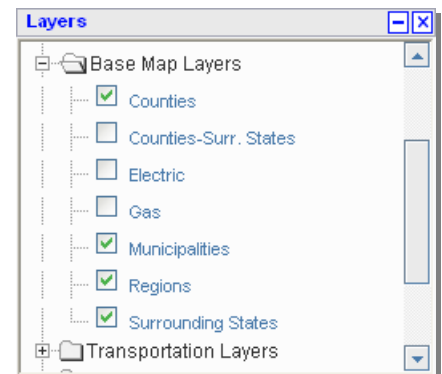 Layers
Base Map Layers
Counties
Counties-Surr. States
Electric
Gas
Municipalities
Regions
Surrounding States
Transportation Layers